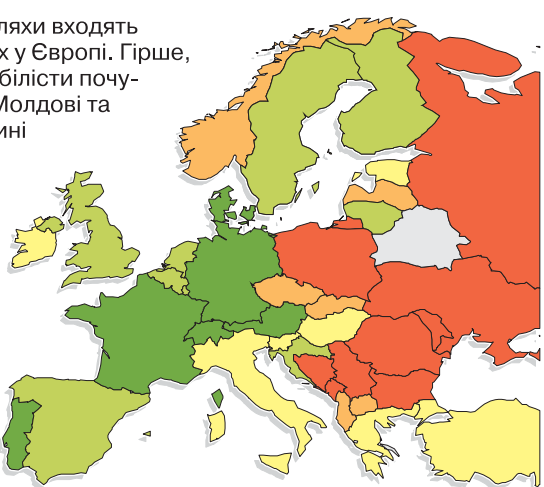 ляхи входять
х у Європі. Гірше,
білісти почу-
Молдові та
ині